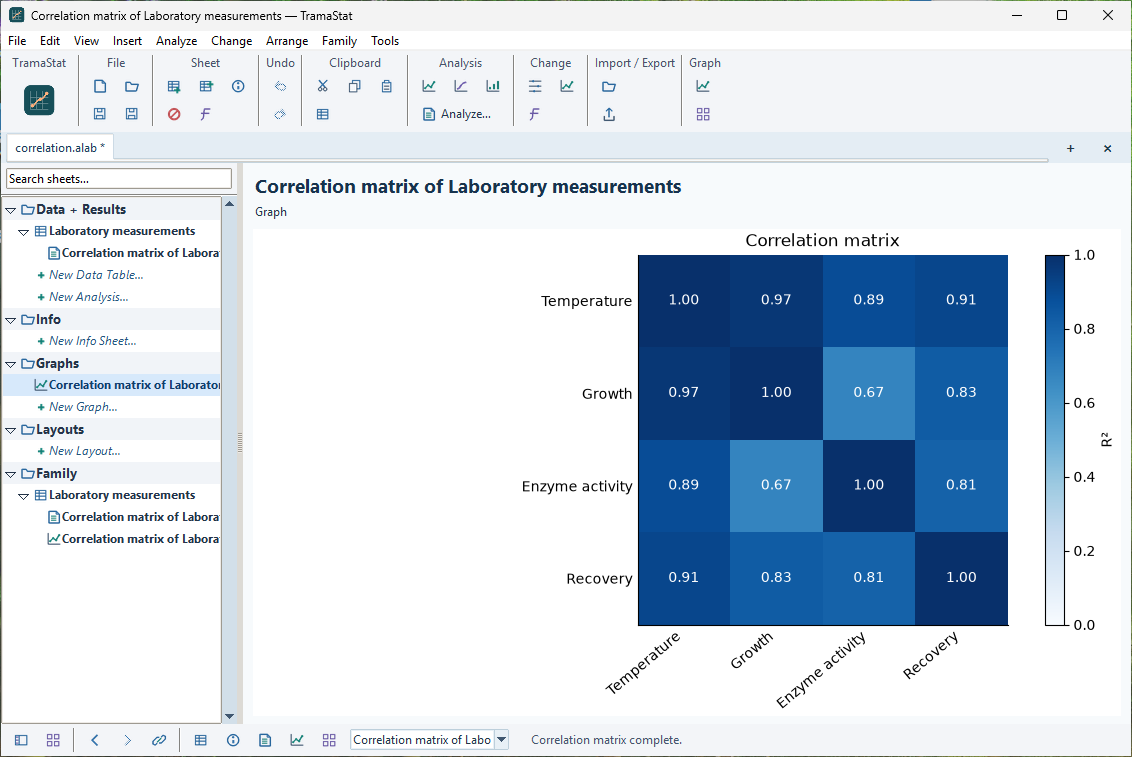 Correlation matrix of Laboratory measurements — TramaStat
File Edit View Insert Analyze Change Arrange Family Tools
TramaStat File Sheet Undo Clipboard Analysis Change Import / Export Graph
Analyze...
correlation.alab *
Search sheets...
Data + Results
Laboratory measurements
Correlation matrix of Labora
New Data Table...
New Analysis...
Info
New Info Sheet...
Graphs
Correlation matrix of Laborator
New Graph...
Layouts
New Layout...
Family
Laboratory measurements
Correlation matrix of Labora
Correlation matrix of Labora
Correlation matrix of Laboratory measurements
Graph
Correlation matrix
Temperature 1.00 0.97 0.89 0.91
Growth 0.97 1.00 0.67 0.83
Enzyme activity 0.89 0.67 1.00 0.81
Recovery 0.91 0.83 0.81 1.00
Temperature Growth Enzyme activity Recovery
1.0
0.8
0.6
0.4
0.2
0.0
R²
Correlation matrix of Labo
Correlation matrix complete.